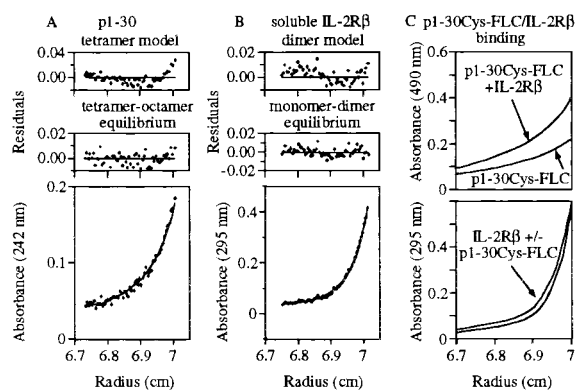 A p1-30
tetramer model
0.04
0.02
0.00
Residuals
tetramer-octamer
equilibrium
0.02
0.00
0.2
0.1
0
Absorbance (242 nm)
6.7 6.8 6.9 7
Radius (cm)
B soluble IL-2Rβ
dimer model
0.02
0.00
Residuals
monomer-dimer
equilibrium
0.02
0.00
-0.02
0.4
0.2
0
Absorbance (295 nm)
6.7 6.8 6.9 7
Radius (cm)
C p1-30Cys-FLC/IL-2Rβ
binding
0.6
0.4
0.2
0
Absorbance (490 nm)
p1-30Cys-FLC
+IL-2Rβ
p1-30Cys-FLC
0.4
0.2
0
Absorbance (295 nm)
IL-2Rβ +/-
p1-30Cys-FLC
6.7 6.8 6.9 7
Radius (cm)